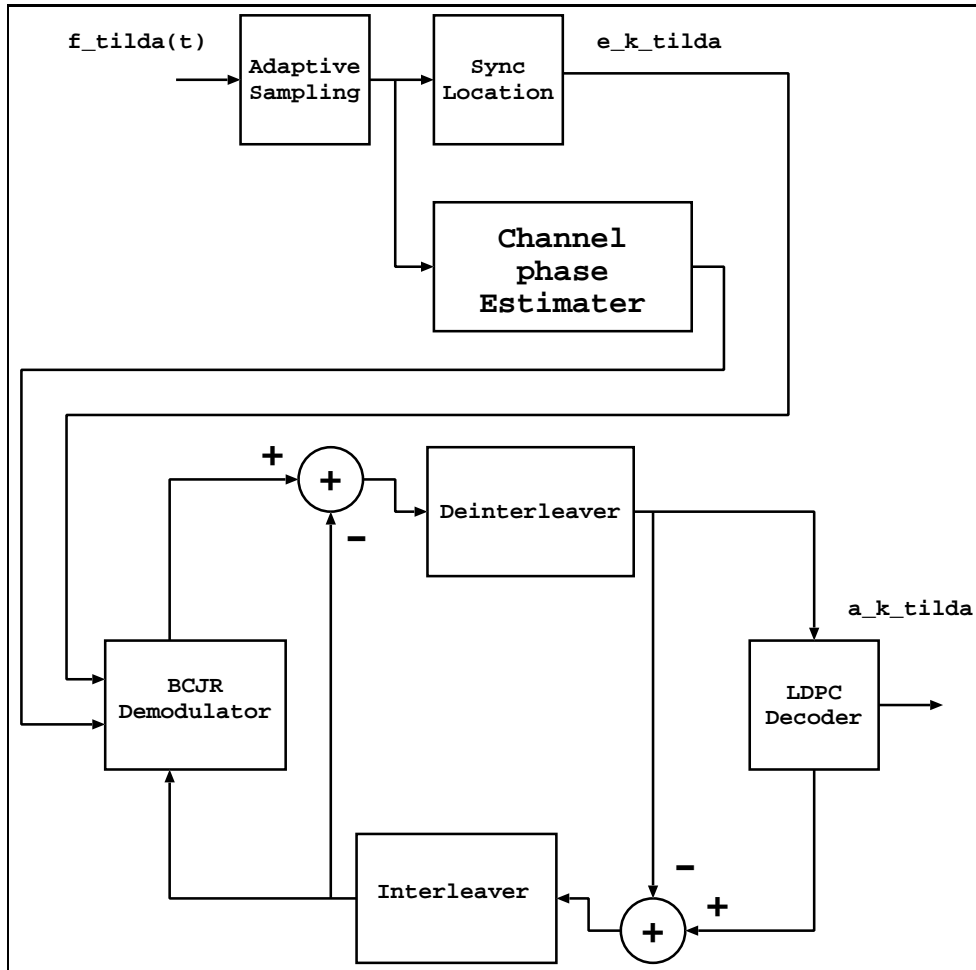 f_tilda(t)
Adaptive
Sampling
Sync
Location
e_k_tilda
Channel
phase
Estimater
+
+
-
Deinterleaver
a_k_tilda
BCJR
Demodulator
LDPC
Decoder
Interleaver
-
+
+